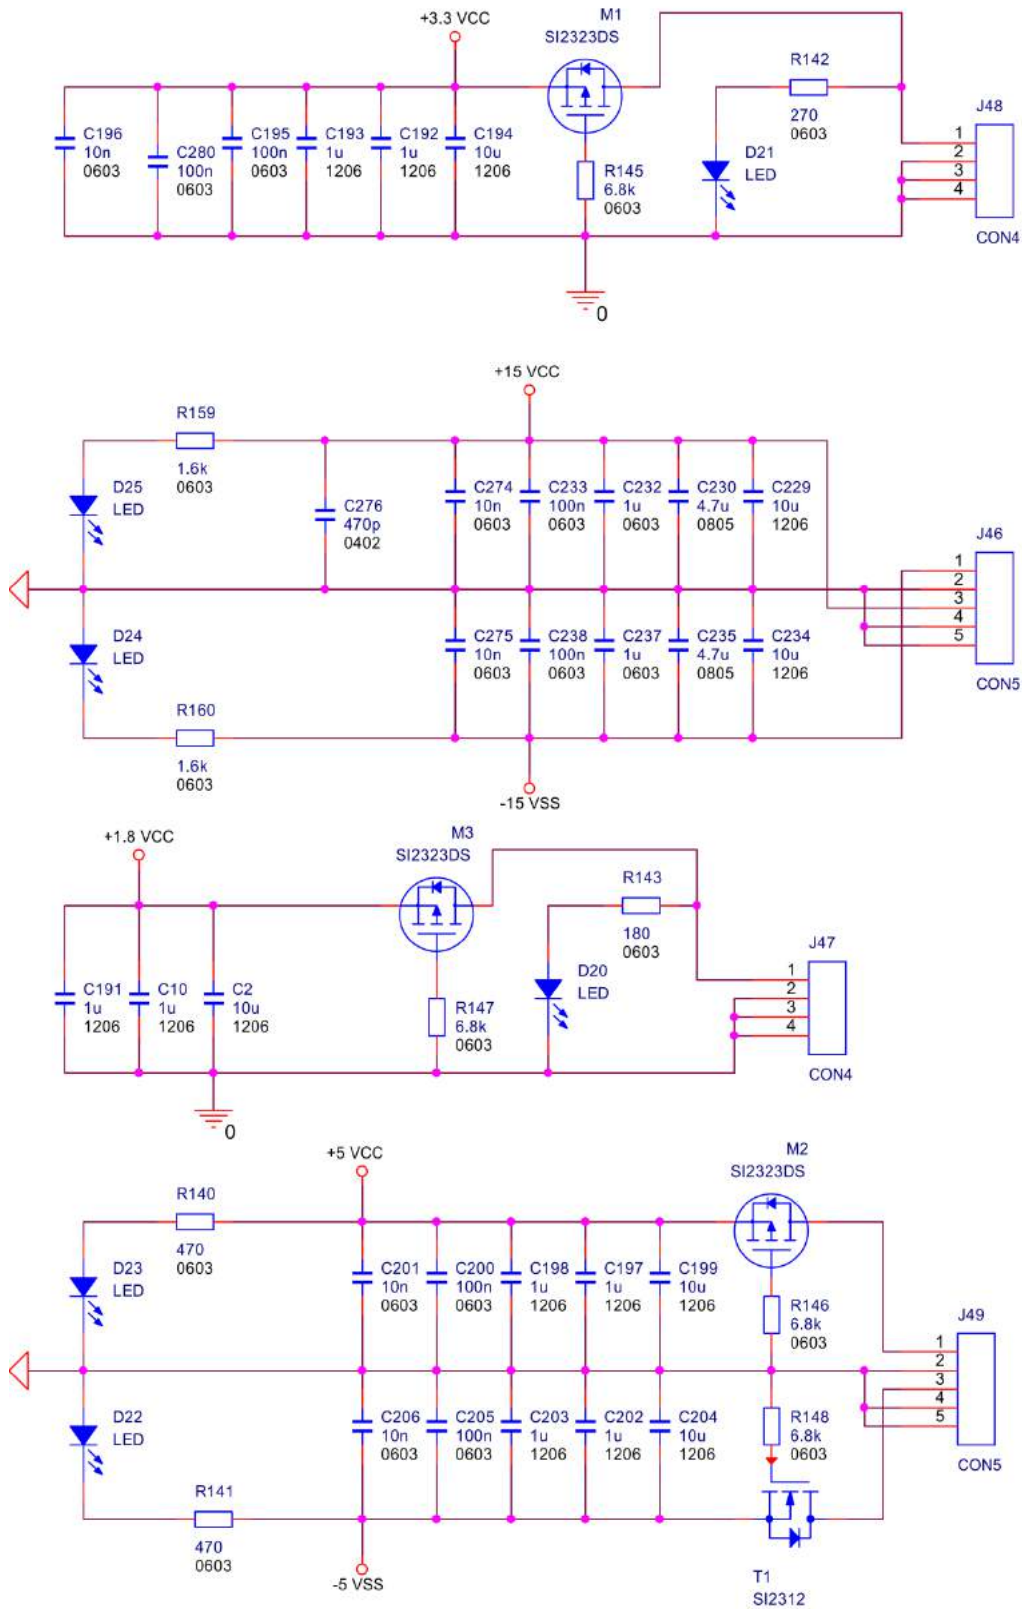 +3.3 VCC
M1
SI2323DS
R142
270
0603
J48
1
2
3
4
CON4
C196
10n
0603
C280
100n
0603
C195
100n
0603
C193
1u
1206
C192
1u
1206
C194
10u
1206
R145
6.8k
0603
D21
LED
0
+15 VCC
R159
1.6k
0603
D25
LED
C276
470p
0402
C274
10n
0603
C233
100n
0603
C232
1u
0603
C230
4.7u
0805
C229
10u
1206
J46
1
2
3
4
5
CON5
D24
LED
C275
10n
0603
C238
100n
0603
C237
1u
0603
C235
4.7u
0805
C234
10u
1206
R160
1.6k
0603
-15 VSS
+1.8 VCC
M3
SI2323DS
R143
180
0603
J47
1
2
3
4
CON4
C191
1u
1206
C10
1u
1206
C2
10u
1206
R147
6.8k
0603
D20
LED
0
+5 VCC
M2
SI2323DS
R140
470
0603
D23
LED
C201
10n
0603
C200
100n
0603
C198
1u
1206
C197
1u
1206
C199
10u
1206
R146
6.8k
0603
J49
1
2
3
4
5
CON5
D22
LED
C206
10n
0603
C205
100n
0603
C203
1u
1206
C202
1u
1206
C204
10u
1206
R148
6.8k
0603
R141
470
0603
-5 VSS
T1
SI2312